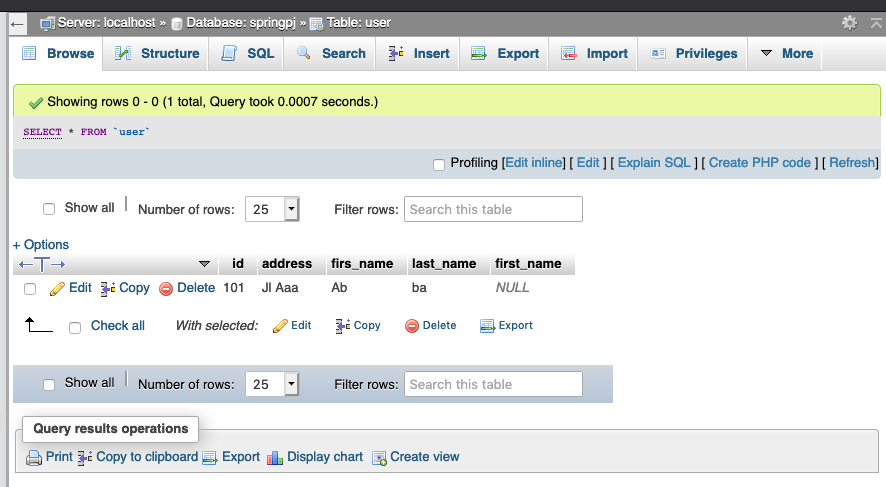 ← Server: localhost » Database: springpj » Table: user
Browse Structure SQL Search Insert Export Import Privileges More
Showing rows 0 - 0 (1 total, Query took 0.0007 seconds.)
SELECT * FROM `user`
Profiling [Edit inline] [ Edit ] [ Explain SQL ] [ Create PHP code ] [ Refresh]
Show all | Number of rows: 25 Filter rows: Search this table
+ Options
←T→ id address firs_name last_name first_name
Edit Copy Delete 101 Jl Aaa Ab ba NULL
Check all With selected: Edit Copy Delete Export
Show all | Number of rows: 25 Filter rows: Search this table
Query results operations
Print Copy to clipboard Export Display chart Create view